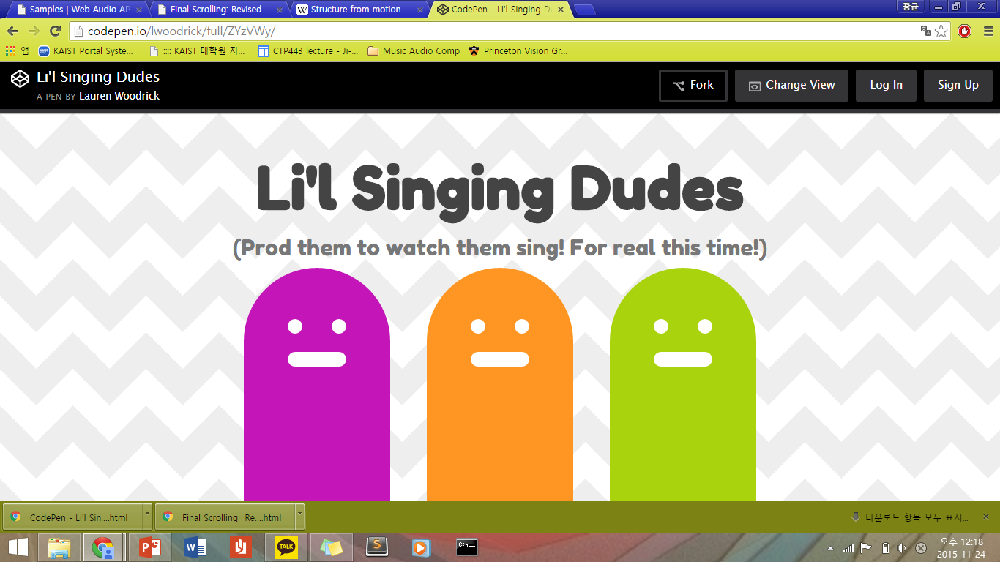 Samples | Web Audio AP
Final Scrolling: Revised
W Structure from motion -
CodePen - Li'l Singing D
광균
codepen.io/lwoodrick/full/ZYzVWy/
앱
KAIST Portal Syste...
:::: KAIST 대학원 지...
CTP443 lecture - Ji-...
Music Audio Comp
Princeton Vision Gr...
Li'l Singing Dudes
A PEN BY Lauren Woodrick
Fork
Change View
Log In
Sign Up
Li'l Singing Dudes
(Prod them to watch them sing! For real this time!)
CodePen - Li'l Sin....html
Final Scrolling_ Re....html
다운로드 항목 모두 표시...
TALK
오후 12:18
2015-11-24